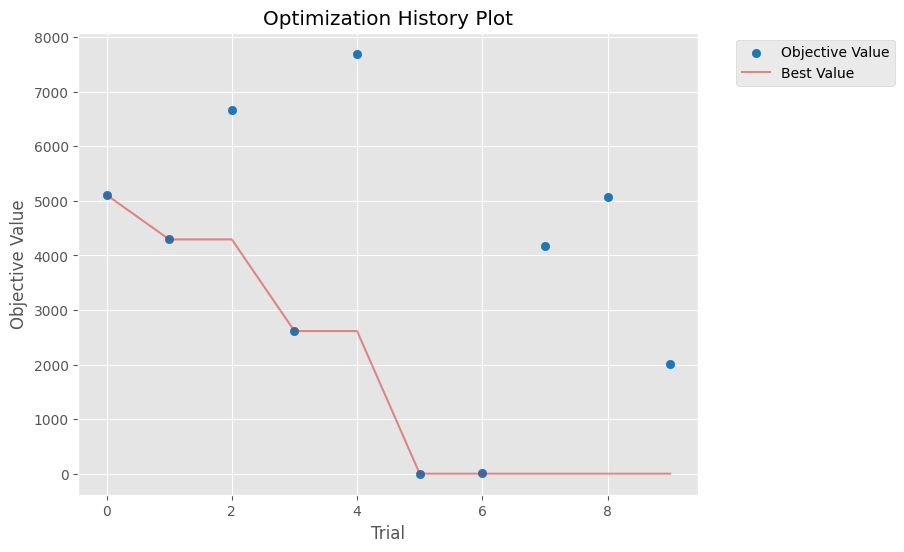 Optimization History Plot
Objective Value
Best Value
8000
7000
6000
5000
4000
3000
2000
1000
0
Objective Value
0 2 4 6 8
Trial